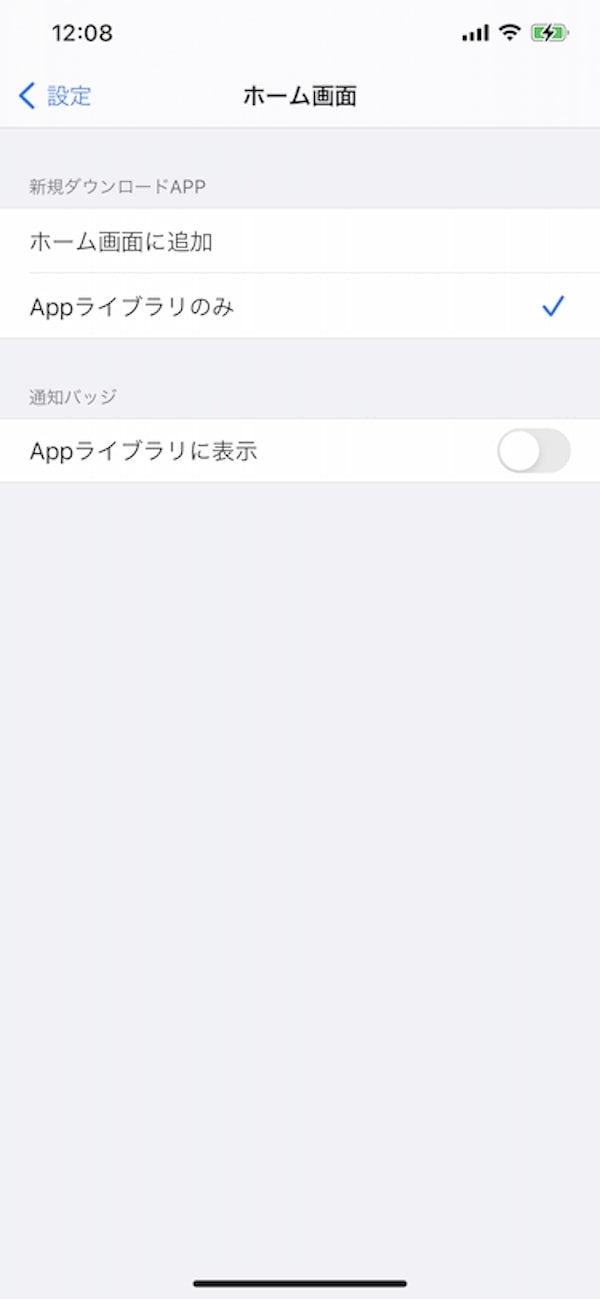 12:08
設定
ホーム画面
新規ダウンロードAPP
ホーム画面に追加
Appライブラリのみ
通知バッジ
Appライブラリに表示